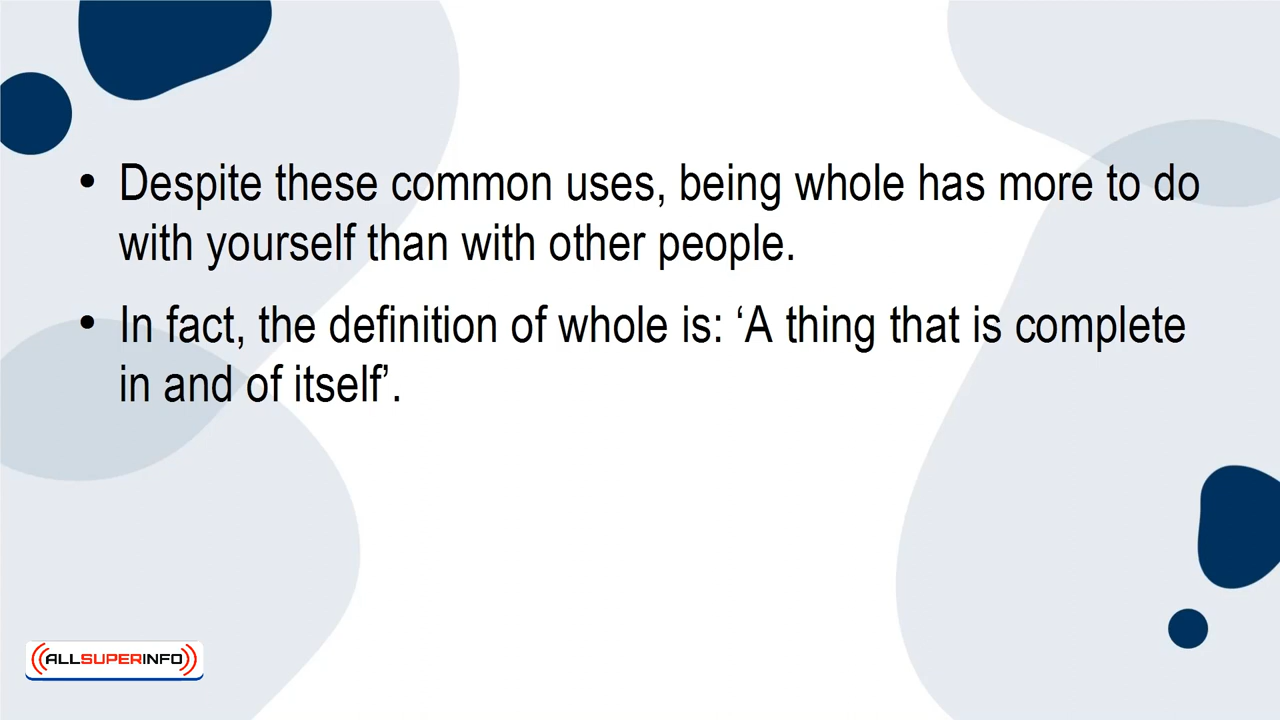 • Despite these common uses, being whole has more to do
with yourself than with other people.
• In fact, the definition of whole is: ‘A thing that is complete
in and of itself’.
ALLSUPERINFO